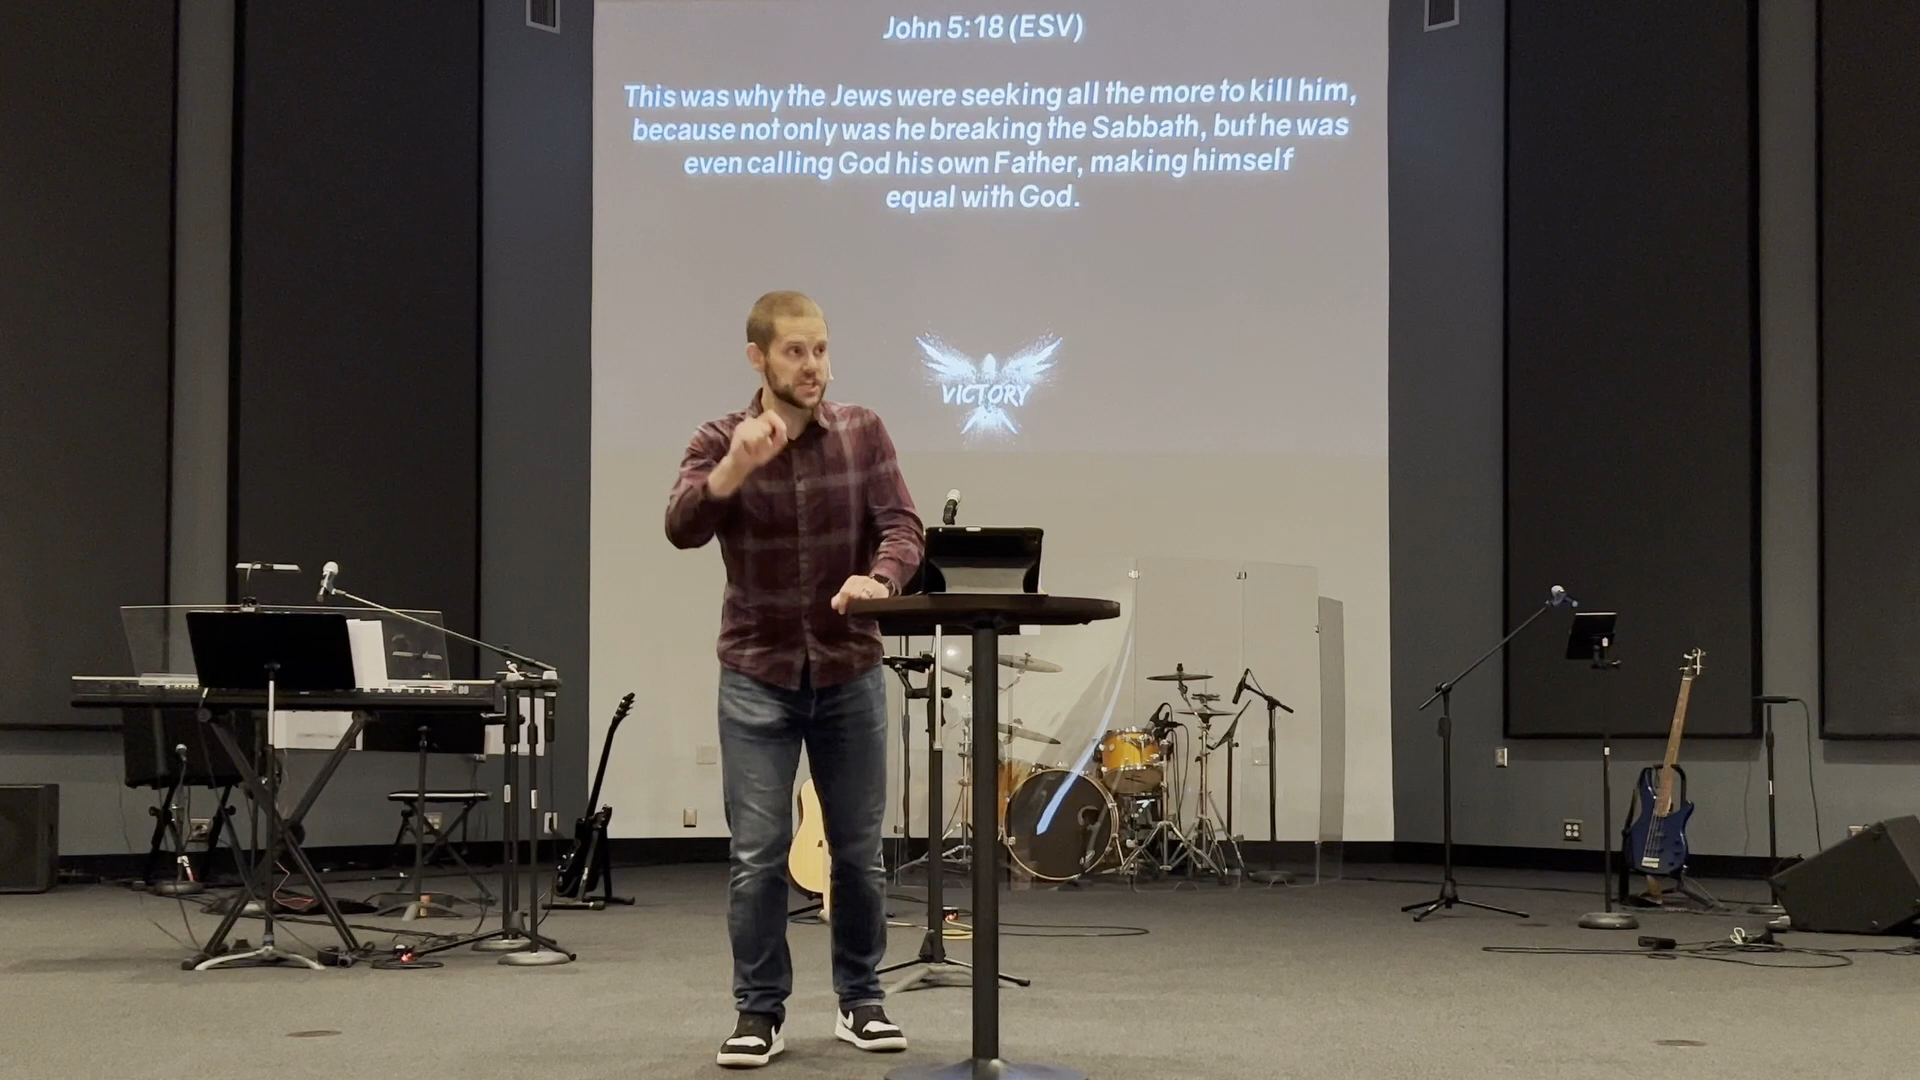 John 5:18 (ESV)
This was why the Jews were seeking all the more to kill him,
because not only was he breaking the Sabbath, but he was
even calling God his own Father, making himself
equal with God.
VICTORY